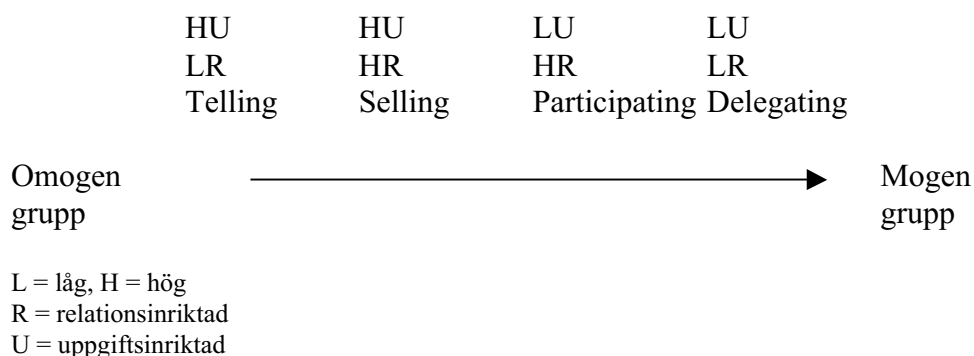 HU HU LU LU
LR HR HR LR
Telling Selling Participating Delegating
Omogen Mogen
grupp grupp
L = låg, H = hög
R = relationsinriktad
U = uppgiftsinriktad